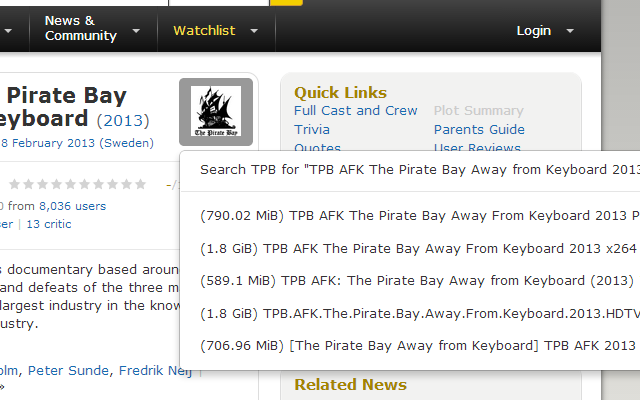 News &
Community
Watchlist
Login
Pirate Bay
eyboard (2013)
8 February 2013 (Sweden)
The Pirate Bay
-/
from 8,036 users
ser | 13 critic
s documentary based aroun
and defeats of the three m
largest industry in the know
ustry.
olm, Peter Sunde, Fredrik Neij |
»
Quick Links
Full Cast and Crew
Plot Summary
Trivia
Parents Guide
Quotes
User Reviews
Search TPB for "TPB AFK The Pirate Bay Away from Keyboard 2013
(790.02 MiB) TPB AFK The Pirate Bay Away From Keyboard 2013 P
(1.8 GiB) TPB AFK The Pirate Bay Away From Keyboard 2013 x264
(589.1 MiB) TPB AFK: The Pirate Bay Away from Keyboard (2013)
(1.8 GiB) TPB.AFK.The.Pirate.Bay.Away.From.Keyboard.2013.HDTV
(706.96 MiB) [The Pirate Bay Away from Keyboard] TPB AFK 2013
Related News